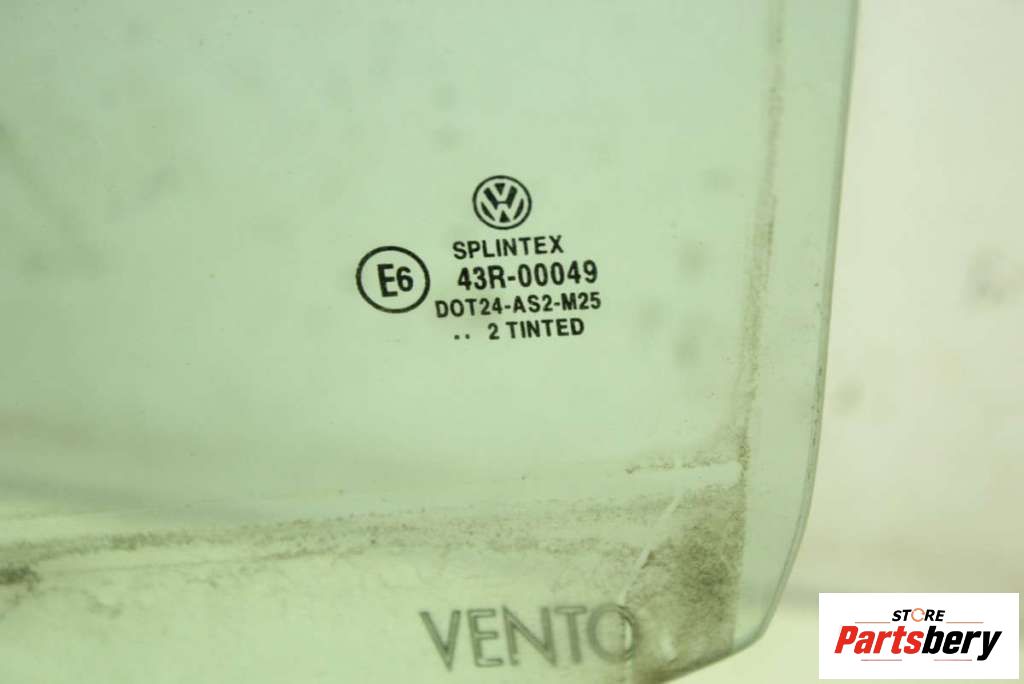 SPLINTEX
E6 43R-00049
DOT24-AS2-M25
.. 2 TINTED
VENTO
STORE
Partsbery